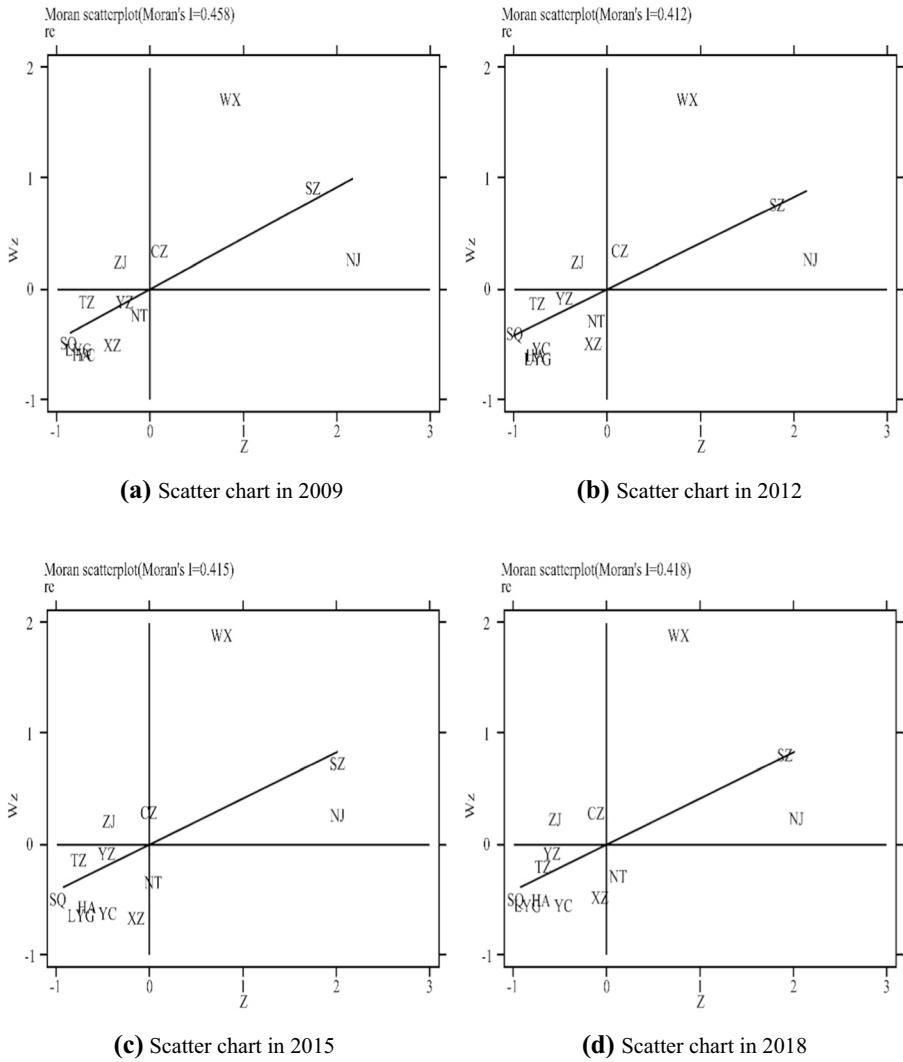 Moran scatterplot(Moran's I=0.458)
re
2
WX
1
SZ
CZ
ZJ
NJ
Wz
0
TZ
YZ
NT
XZ
SQ
-1
-1
0
1
2
3
Z
(a) Scatter chart in 2009
Moran scatterplot(Moran's I=0.412)
re
2
WX
1
SZ
CZ
ZJ
NJ
Wz
0
YZ
TZ
NT
XZ
SQ
YC
HA
LYG
-1
-1
0
1
2
3
Z
(b) Scatter chart in 2012
Moran scatterplot(Moran's I=0.415)
re
2
WX
1
SZ
CZ
ZJ
NJ
Wz
0
YZ
TZ
NT
SQ
HA
YC
LYG
XZ
-1
-1
0
1
2
3
Z
(c) Scatter chart in 2015
Moran scatterplot(Moran's I=0.418)
re
2
WX
1
SZ
CZ
ZJ
NJ
Wz
0
YZ
TZ
NT
XZ
SQ
HA
LYG
YC
-1
-1
0
1
2
3
Z
(d) Scatter chart in 2018